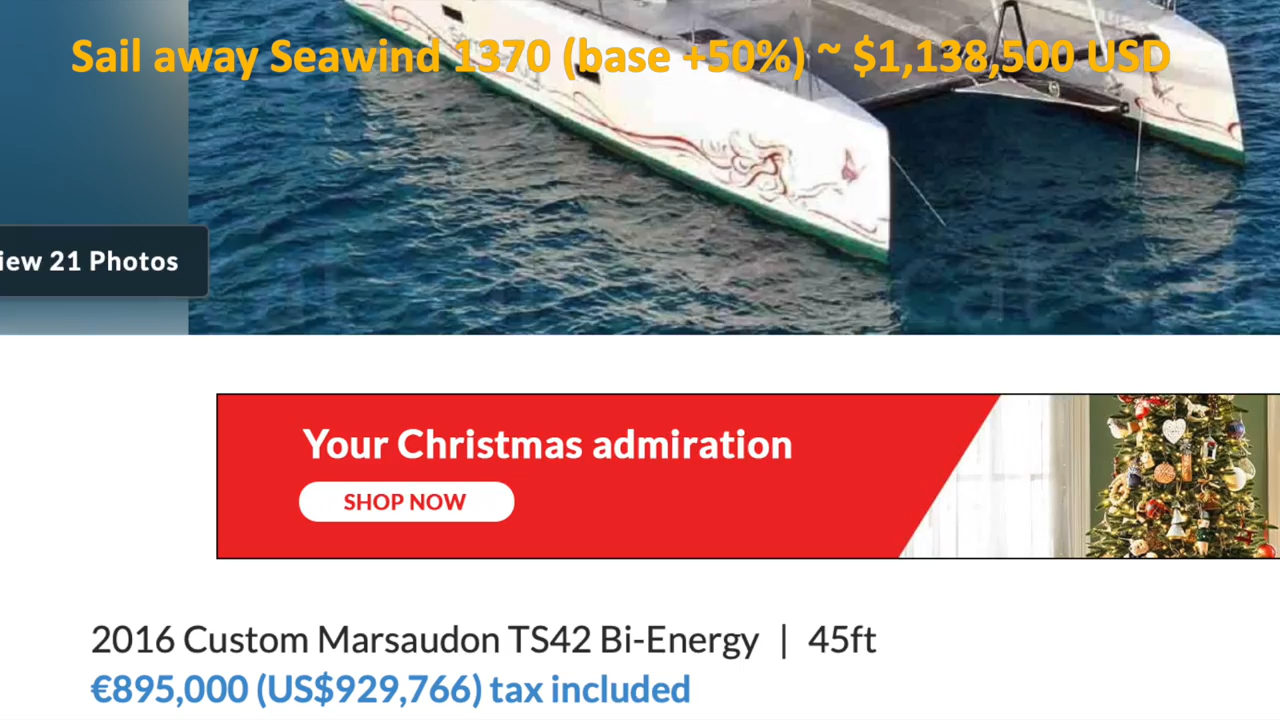 Sail away Seawind 1370 (base +50%) ~ $1,138,500 USD
iew 21 Photos
Your Christmas admiration
SHOP NOW
2016 Custom Marsaudon TS42 Bi-Energy | 45ft
€895,000 (US$929,766) tax included